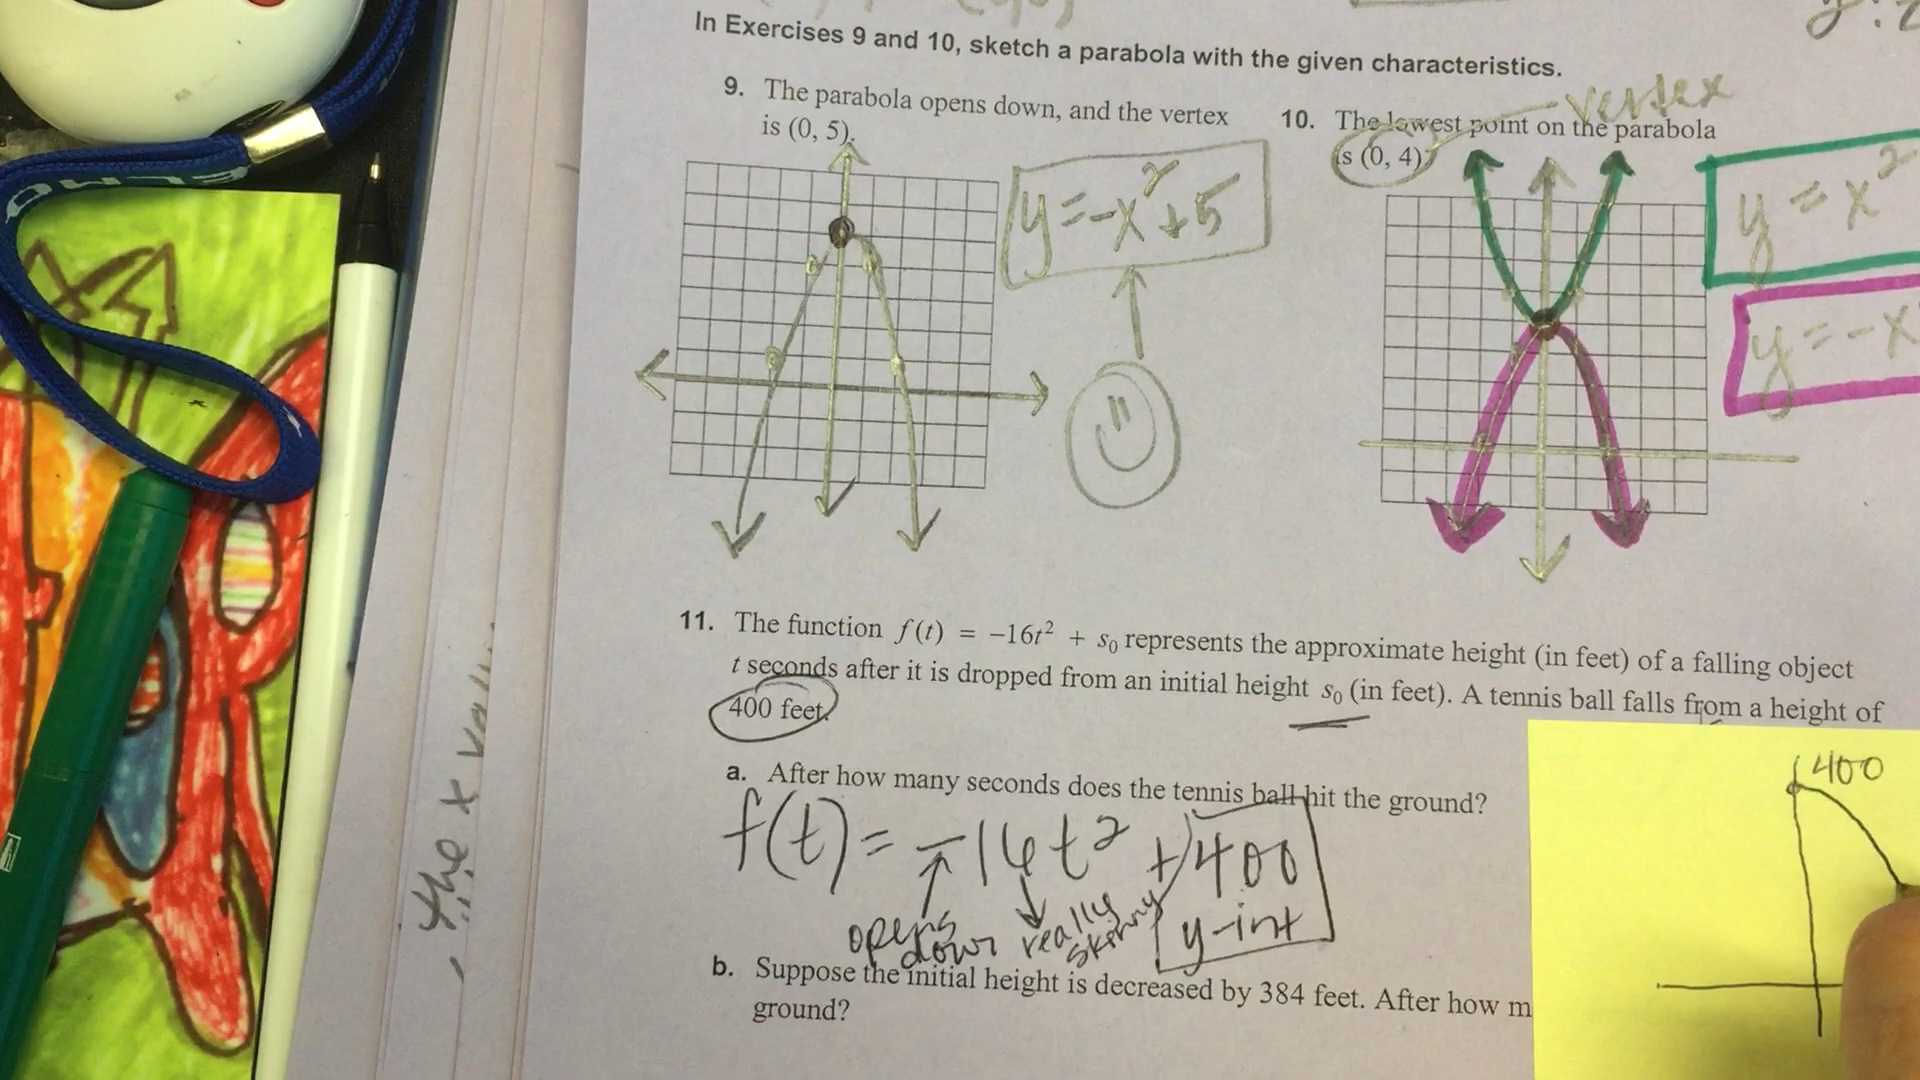 In Exercises 9 and 10, sketch a parabola with the given characteristics.
9. The parabola opens down, and the vertex
is (0, 5).
y = -x² + 5
vertex
10. The lowest point on the parabola
is (0, 4).
y = x²
y = -x
11. The function f(t) = −16t² + s₀ represents the approximate height (in feet) of a falling object
t seconds after it is dropped from an initial height s₀ (in feet). A tennis ball falls from a height of
400 feet.
a. After how many seconds does the tennis ball hit the ground?
f(t) = -16t² + 400
opens down
really skinny
y-int
b. Suppose the initial height is decreased by 384 feet. After how m
ground?
400
the x